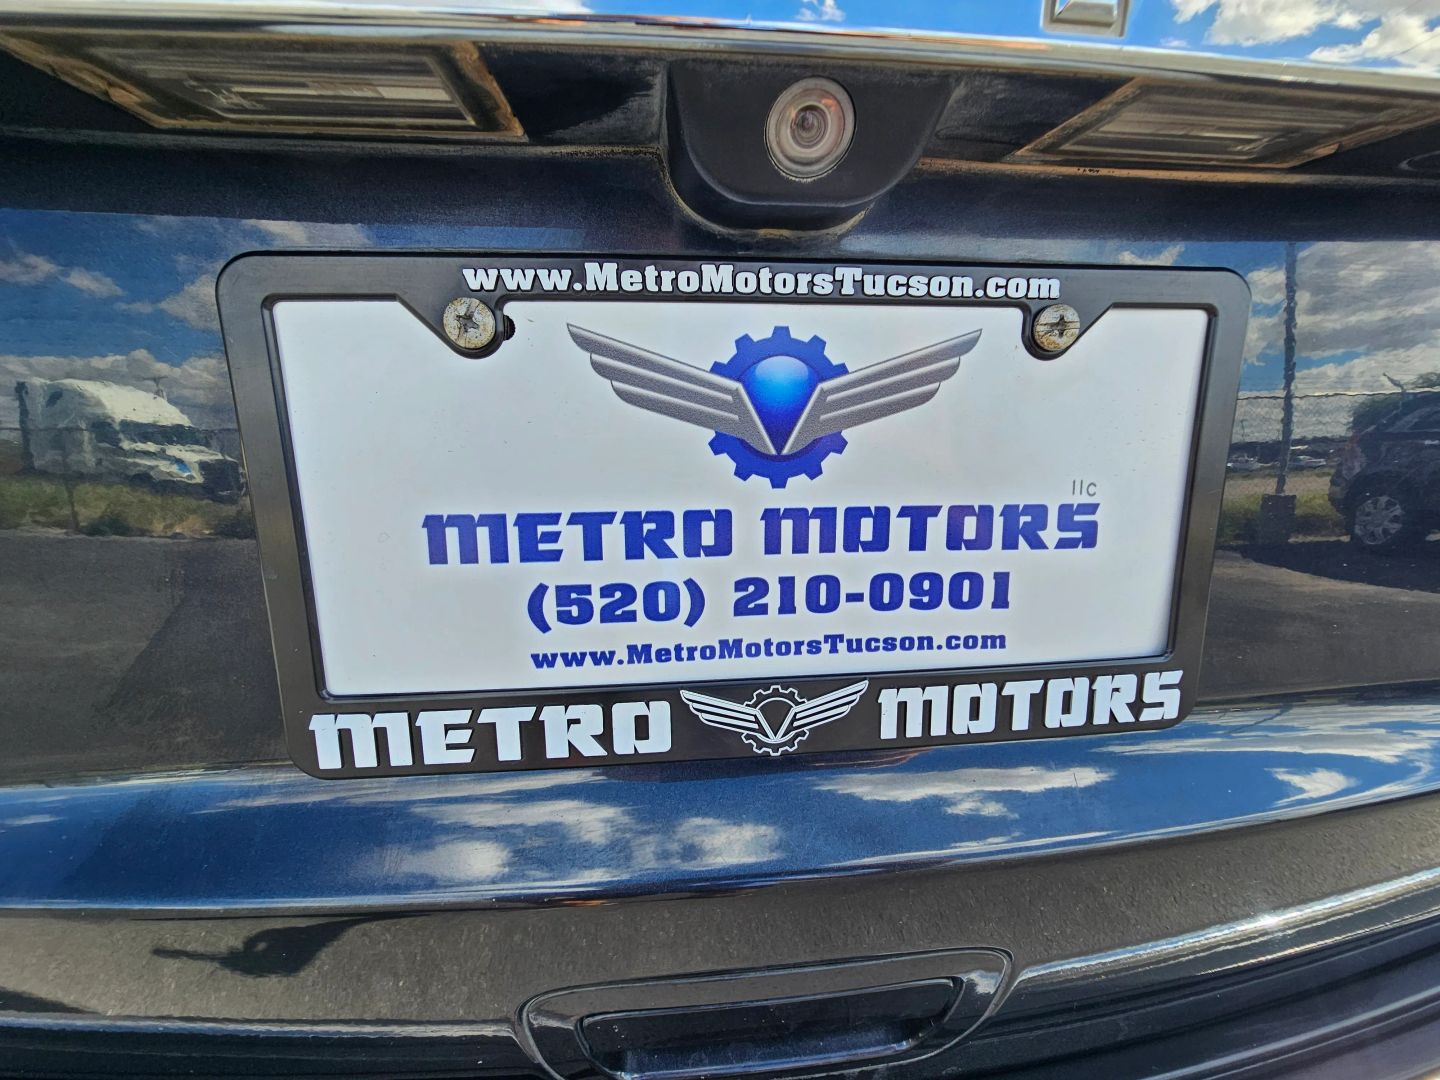 www.MetroMotorsTucson.com
llc
METRO MOTORS
(520) 210-0901
www.MetroMotorsTucson.com
METRO MOTORS